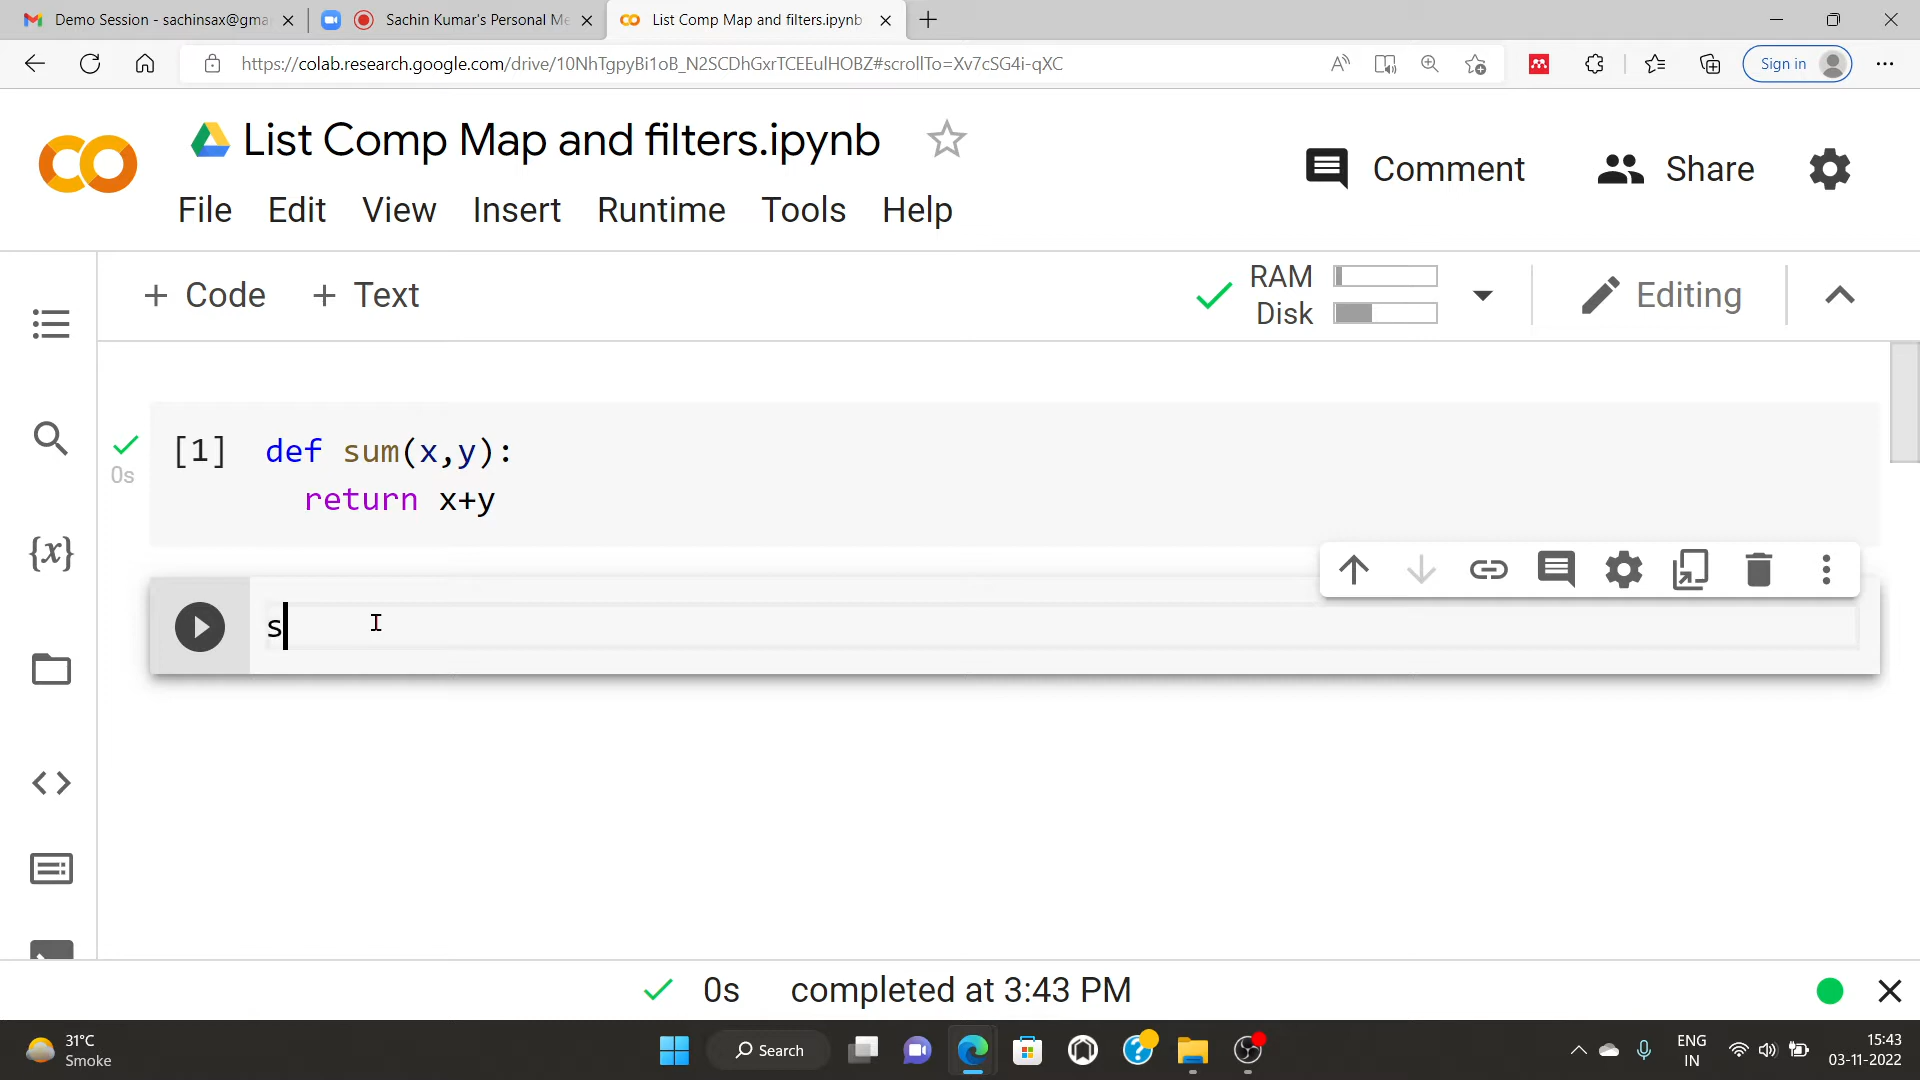 Demo Session - sachinsax@gma
Sachin Kumar's Personal Me
List Comp Map and filters.ipynb
https://colab.research.google.com/drive/10NhTgpyBi1oB_N2SCDhGxrTCEEulHOBZ#scrollTo=Xv7cSG4i-qXC
Sign in
List Comp Map and filters.ipynb
File Edit View Insert Runtime Tools Help
Comment
Share
+ Code + Text
RAM
Disk
Editing
[1] def sum(x,y):
return x+y
0s
{x}
s
0s completed at 3:43 PM
31°C
Smoke
Search
ENG
IN
15:43
03-11-2022